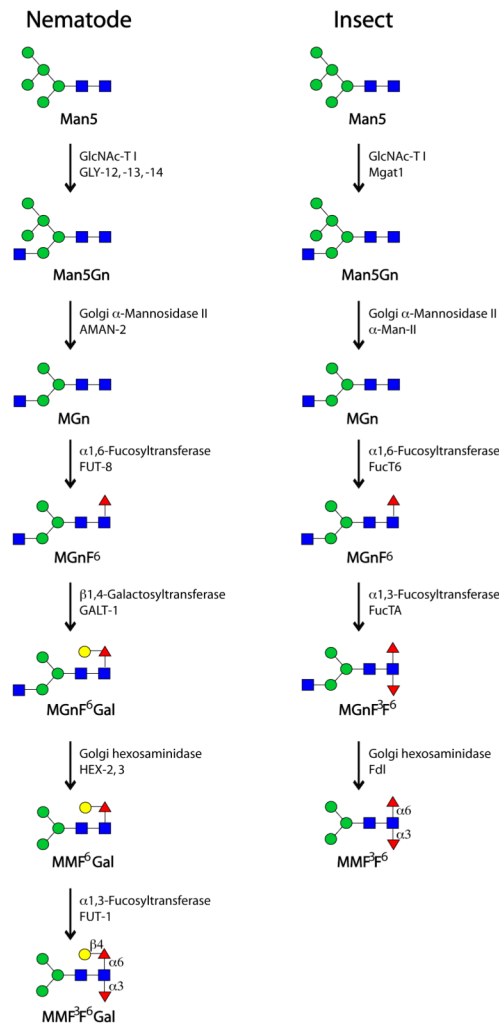 Nematode
Man5
GlcNAc-T I
GLY-12, -13, -14
Man5Gn
Golgi α-Mannosidase II
AMAN-2
MGn
α1,6-Fucosyltransferase
FUT-8
MGnF6
β1,4-Galactosyltransferase
GALT-1
MGnF6Gal
Golgi hexosaminidase
HEX-2, 3
MMF6Gal
α1,3-Fucosyltransferase
FUT-1
β4
α6
α3
MMF3F6Gal
Insect
Man5
GlcNAc-T I
Mgat1
Man5Gn
Golgi α-Mannosidase II
α-Man-II
MGn
α1,6-Fucosyltransferase
FucT6
MGnF6
α1,3-Fucosyltransferase
FucTA
MGnF3F6
Golgi hexosaminidase
Fdl
α6
α3
MMF3F6